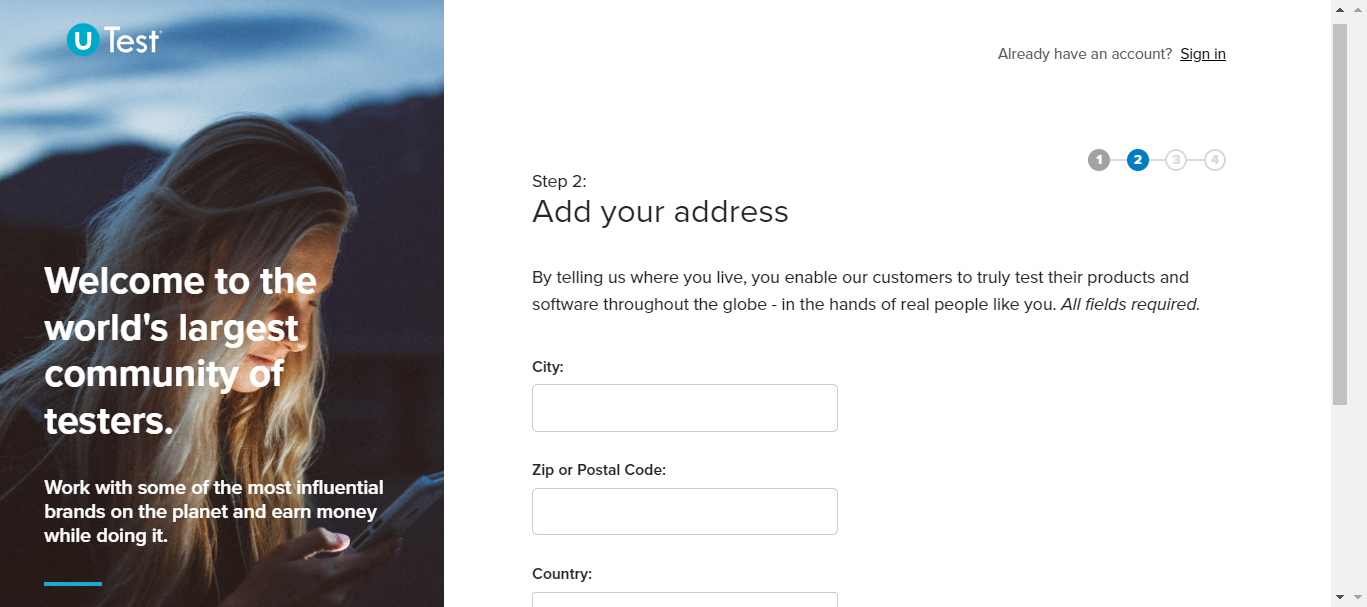 U Test
Already have an account? Sign in
1 2 3 4
Step 2:
Add your address
Welcome to the
world's largest
community of
testers.
Work with some of the most influential
brands on the planet and earn money
while doing it.
By telling us where you live, you enable our customers to truly test their products and
software throughout the globe - in the hands of real people like you. All fields required.
City:
Zip or Postal Code:
Country: